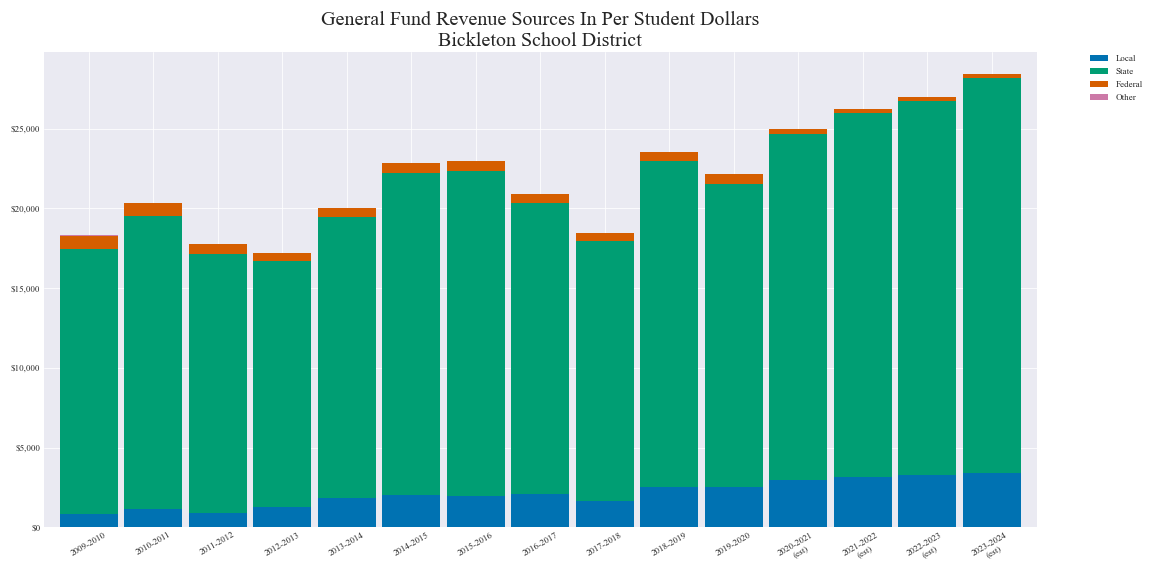 General Fund Revenue Sources In Per Student Dollars
Bickleton School District
Local
State
Federal
Other
$25,000
$20,000
$15,000
$10,000
$5,000
$0
2009-2010
2010-2011
2011-2012
2012-2013
2013-2014
2014-2015
2015-2016
2016-2017
2017-2018
2018-2019
2019-2020
2020-2021
(est)
2021-2022
(est)
2022-2023
(est)
2023-2024
(est)